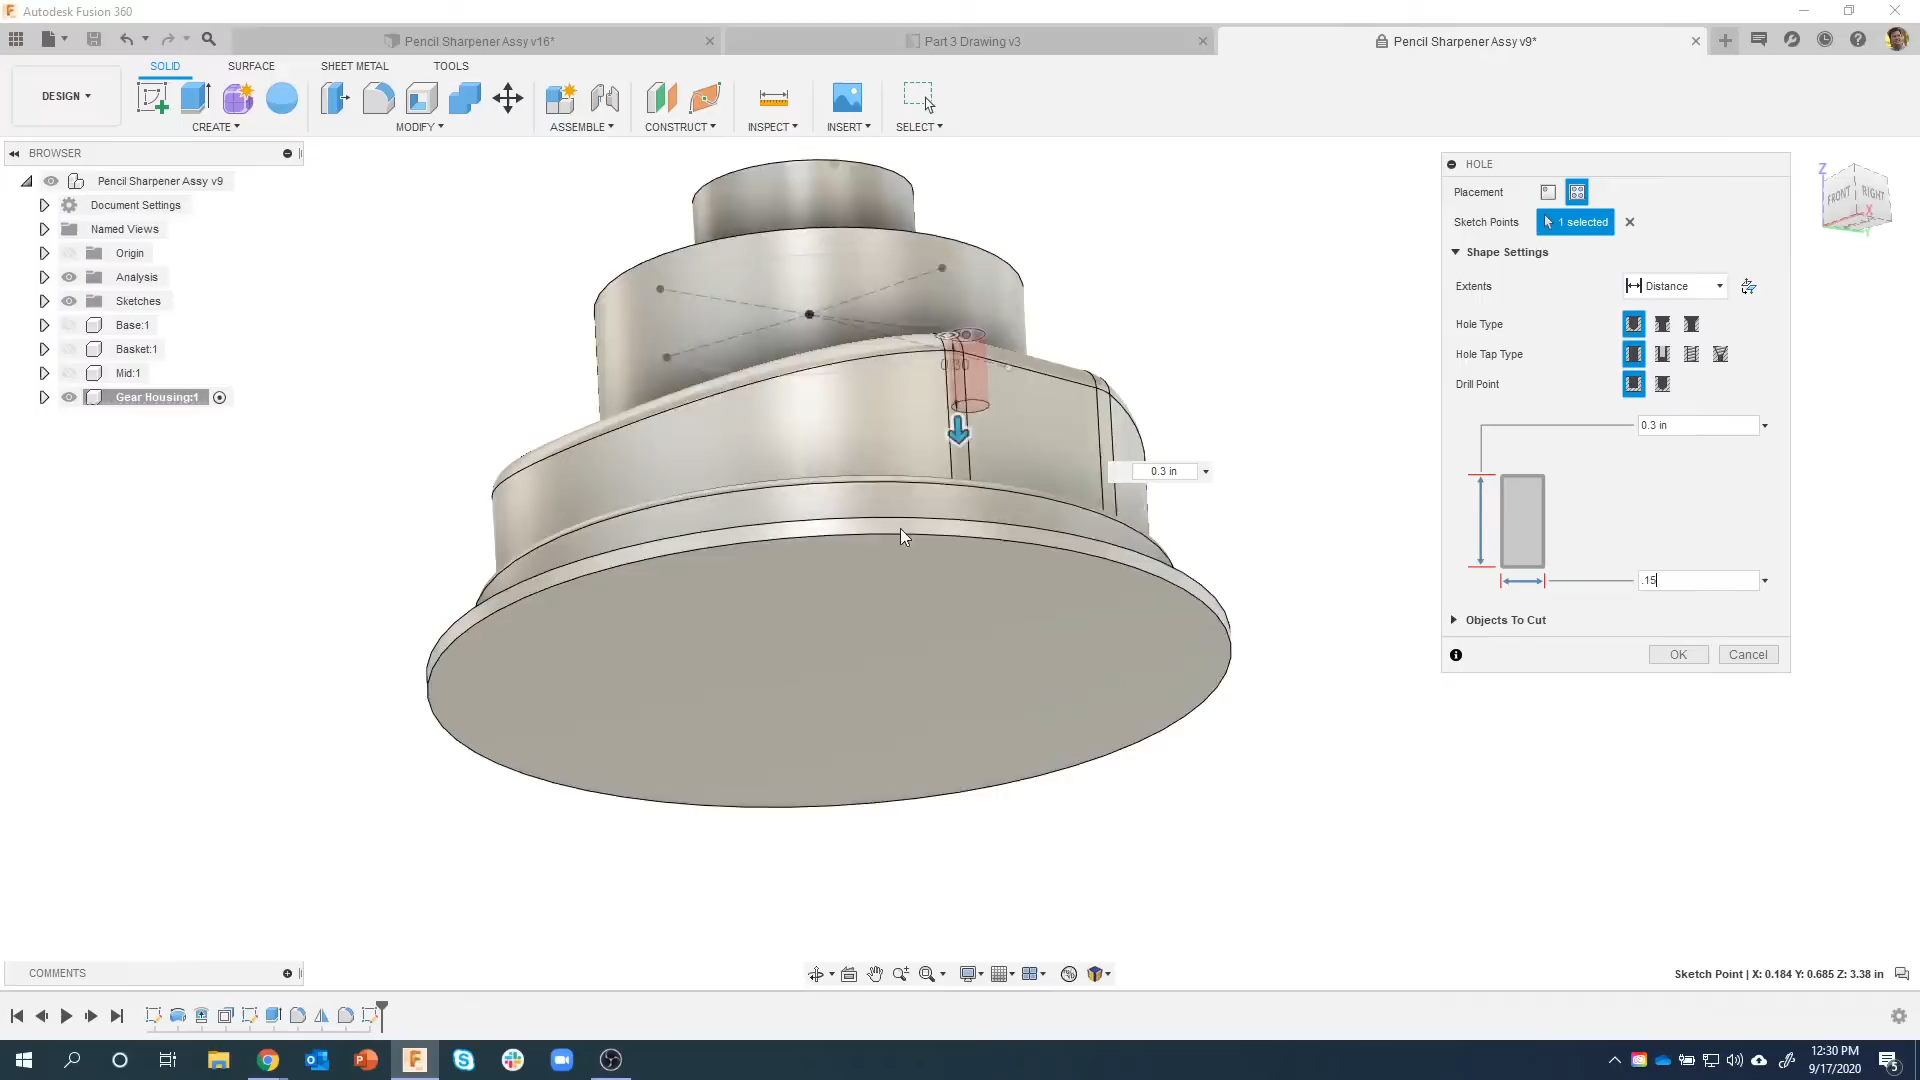 Autodesk Fusion 360
Pencil Sharpener Assy v16*
Part 3 Drawing v3
Pencil Sharpener Assy v9*
DESIGN
SOLID
SURFACE
SHEET METAL
TOOLS
CREATE
MODIFY
ASSEMBLE
CONSTRUCT
INSPECT
INSERT
SELECT
BROWSER
Pencil Sharpener Assy v9
Document Settings
Named Views
Origin
Analysis
Sketches
Base:1
Basket:1
Mid:1
Gear Housing:1
0.30
0.3 in
Z
FRONT
RIGHT
X
Y
HOLE
Placement
Sketch Points
1 selected
Shape Settings
Extents
Distance
Hole Type
Hole Tap Type
Drill Point
0.3 in
.15
Objects To Cut
OK
Cancel
COMMENTS
Sketch Point | X: 0.184 Y: 0.685 Z: 3.38 in
12:30 PM
9/17/2020
5